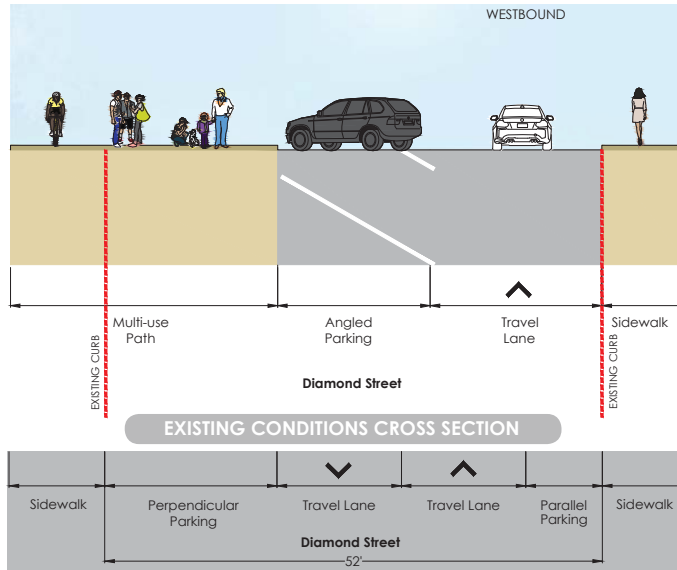 WESTBOUND
Multi-use
Path
Angled
Parking
Travel
Lane
Sidewalk
EXISTING CURB
EXISTING CURB
Diamond Street
EXISTING CONDITIONS CROSS SECTION
Sidewalk
Perpendicular
Parking
Travel Lane
Travel Lane
Parallel
Parking
Sidewalk
Diamond Street
52'